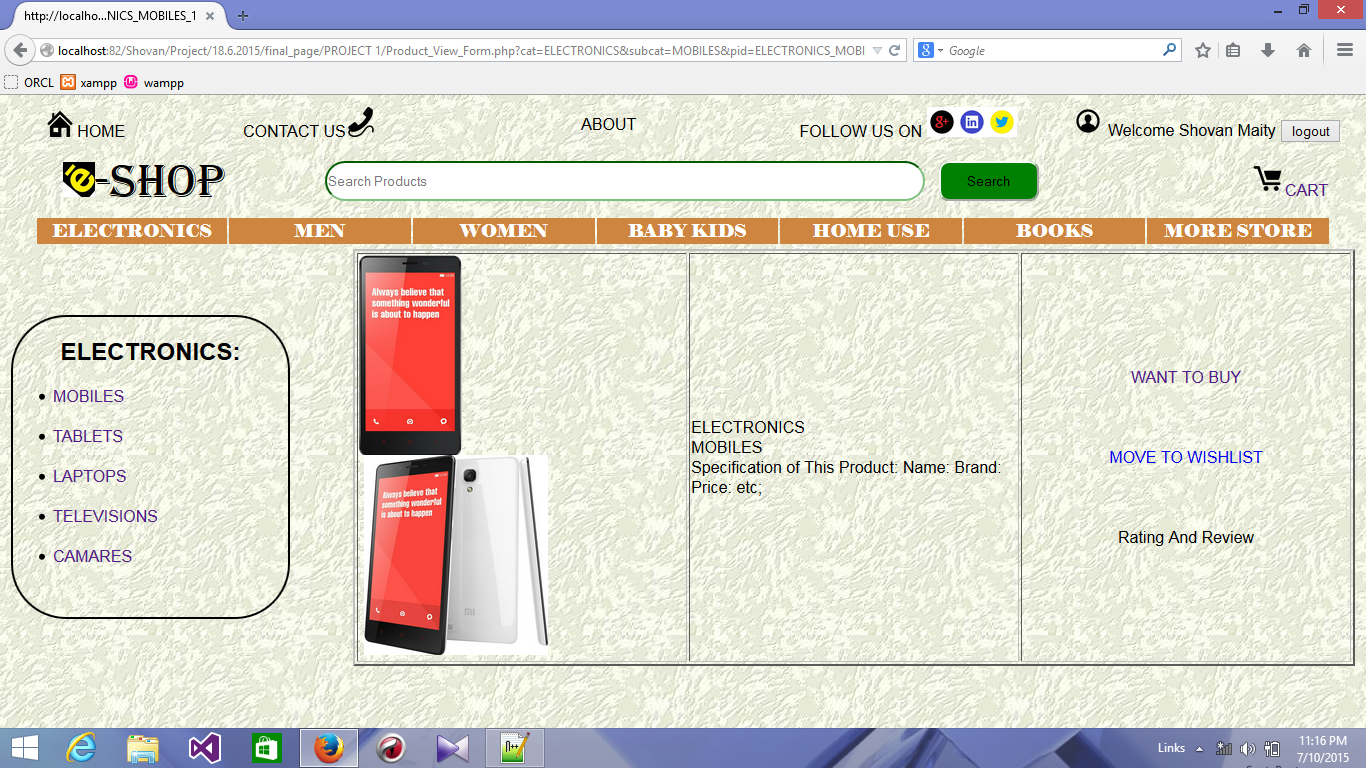 http://localho...NICS_MOBILES_1
localhost:82/Shovan/Project/18.6.2015/final_page/PROJECT 1/Product_View_Form.php?cat=ELECTRONICS&subcat=MOBILES&pid=ELECTRONICS_MOBI
Google
ORCL xampp wampp
HOME CONTACT US ABOUT FOLLOW US ON Welcome Shovan Maity logout
e-SHOP Search Products Search CART
ELECTRONICS MEN WOMEN BABY KIDS HOME USE BOOKS MORE STORE
ELECTRONICS:
MOBILES
TABLETS
LAPTOPS
TELEVISIONS
CAMARES
Always believe that
something wonderful
is about to happen
Always believe that
something wonderful
is about to happen
mi
ELECTRONICS
MOBILES
Specification of This Product: Name: Brand:
Price: etc;
WANT TO BUY
MOVE TO WISHLIST
Rating And Review
Links
11:16 PM
7/10/2015